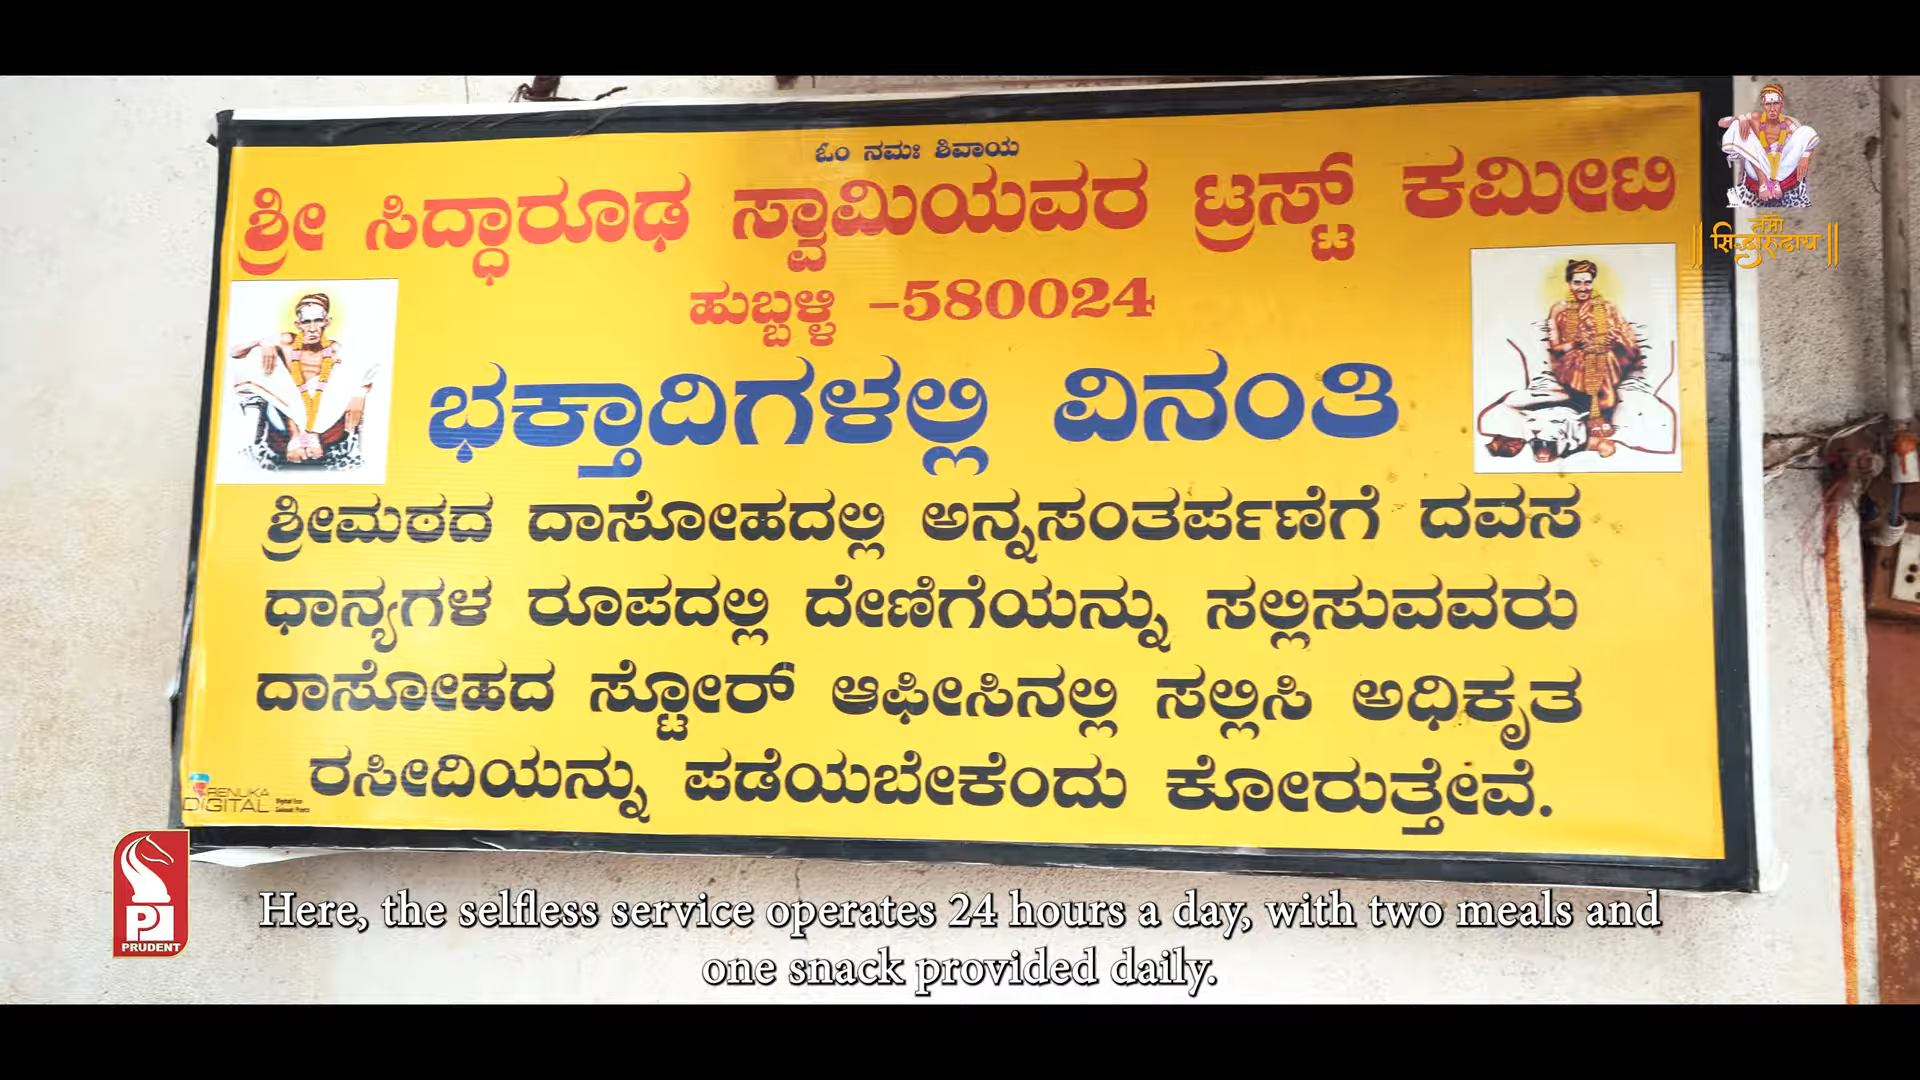 ಓಂ ನಮಃ ಶಿವಾಯ
ಶ್ರೀ ಸಿದ್ಧಾರೂಢ ಸ್ವಾಮಿಯವರ ಟ್ರಸ್ಟ್ ಕಮೀಟಿ
ಹುಬ್ಬಳ್ಳಿ -580024
ಭಕ್ತಾದಿಗಳಲ್ಲಿ ವಿನಂತಿ
ಶ್ರೀಮಠದ ದಾಸೋಹದಲ್ಲಿ ಅನ್ನಸಂತರ್ಪಣೆಗೆ ದವಸ
ಧಾನ್ಯಗಳ ರೂಪದಲ್ಲಿ ದೇಣಿಗೆಯನ್ನು ಸಲ್ಲಿಸುವವರು
ದಾಸೋಹದ ಸ್ಟೋರ್ ಆಫೀಸಿನಲ್ಲಿ ಸಲ್ಲಿಸಿ ಅಧಿಕೃತ
ರಸೀದಿಯನ್ನು ಪಡೆಯಬೇಕೆಂದು ಕೋರುತ್ತೇವೆ.
RENUKA
DIGITAL
नमो
|| सिद्धारूढाय ||
PI
PRUDENT
Here, the selfless service operates 24 hours a day, with two meals and
one snack provided daily.